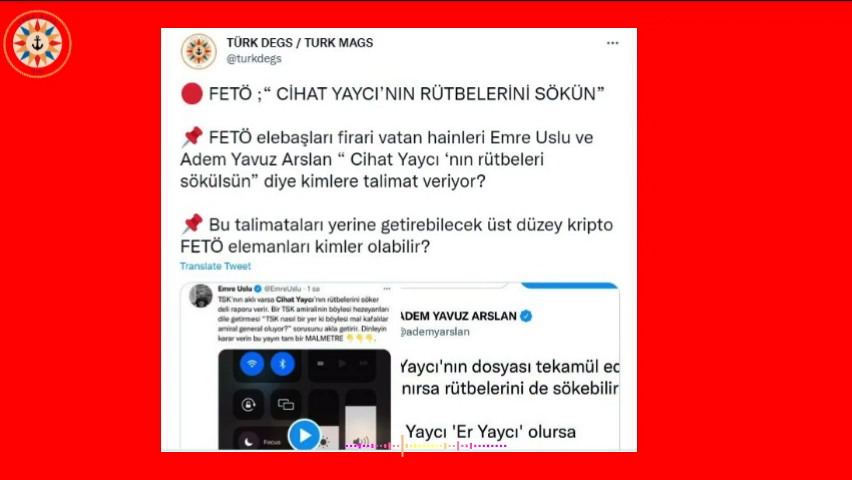 TÜRK DEGS / TURK MAGS
@turkdegs
FETÖ ;“ CİHAT YAYCI’NIN RÜTBELERİNİ SÖKÜN”
FETÖ elebaşları firari vatan hainleri Emre Uslu ve
Adem Yavuz Arslan “ Cihat Yaycı ‘nın rütbeleri
sökülsün” diye kimlere talimat veriyor?
Bu talimataları yerine getirebilecek üst düzey kripto
FETÖ elemanları kimler olabilir?
Translate Tweet
Emre Uslu @EmreUslu · 1 sa
TSK'nın aklı varsa Cihat Yaycı'nın rütbelerini söker
deli raporu verir. Bir TSK amiralinin böylesi hezeyanları
dile getirmesi "TSK nasıl bir yer ki böylesi mal kafalılar
amiral general oluyor?" sorusunu akla getirir. Dinleyin
karar verin bu yayın tam bir MALMETRE
Focus
ADEM YAVUZ ARSLAN
@ademyarslan
Yaycı'nın dosyası tekamül ed
nırsa rütbelerini de sökebilir
Yaycı 'Er Yaycı' olursa